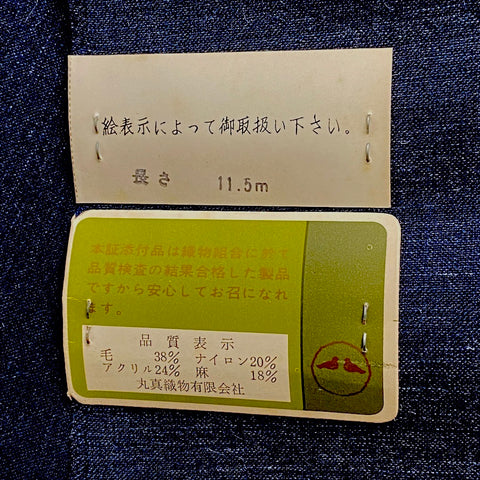 絵表示によって御取扱い下さい。
長さ 11.5m
本証添付品は織物組合に於て
品質検査の結果合格した製品
ですから安心してお召になれ
ます。
品質表示
毛 38% ナイロン20%
アクリル24% 麻 18%
丸真織物有限会社